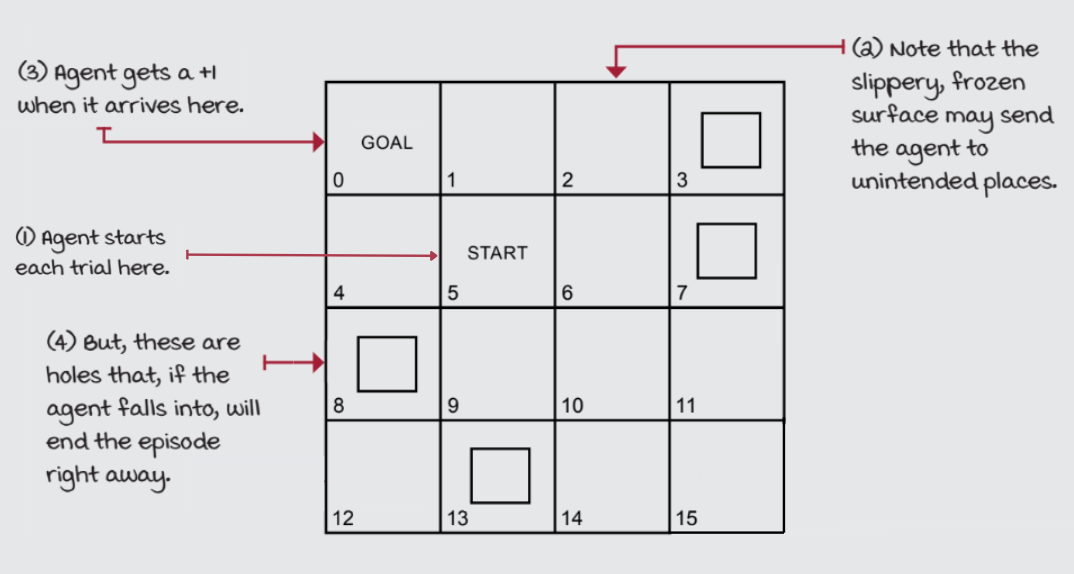 (3) Agent gets a +1
when it arrives here.
(2) Note that the
slippery, frozen
surface may send
the agent to
unintended places.
(1) Agent starts
each trial here.
(4) But, these are
holes that, if the
agent falls into, will
end the episode
right away.
GOAL
0
1
2
3
START
4
5
6
7
8
9
10
11
12
13
14
15